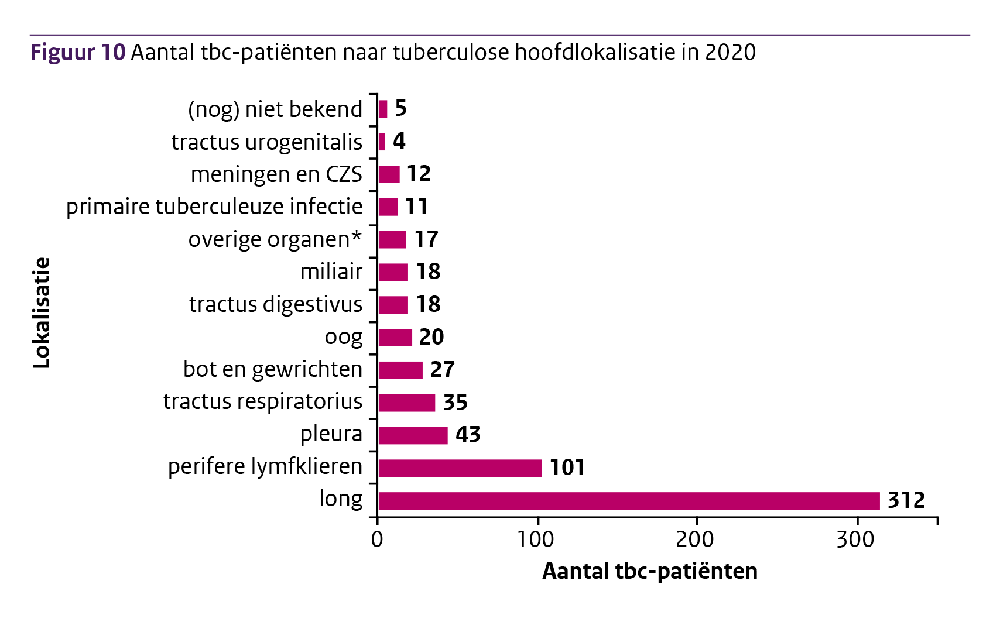 Figuur 10 Aantal tbc-patiënten naar tuberculose hoofdlokalisatie in 2020
(nog) niet bekend 5
tractus urogenitalis 4
meningen en CZS 12
primaire tuberculeuze infectie 11
overige organen* 17
miliair 18
tractus digestivus 18
oog 20
bot en gewrichten 27
tractus respiratorius 35
pleura 43
perifere lymfklieren 101
long 312
Lokalisatie
0 100 200 300
Aantal tbc-patiënten